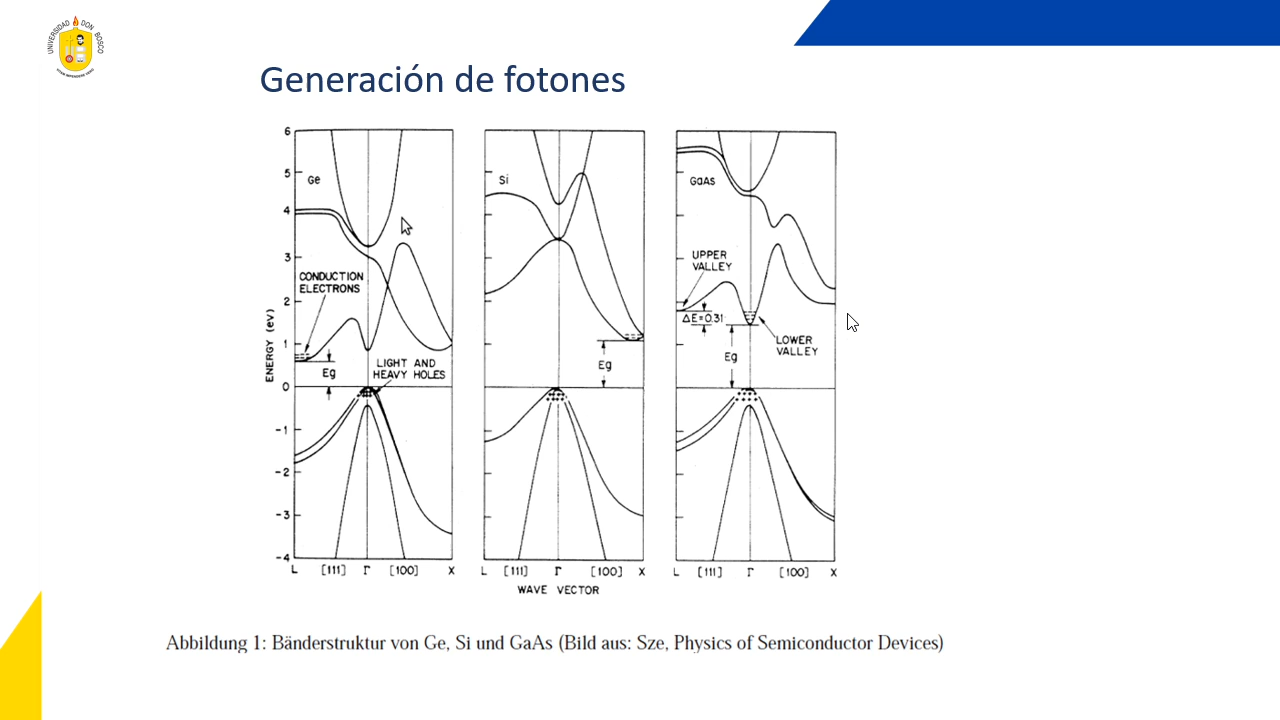 UNIVERSIDAD DON BOSCO
Generación de fotones
6
5
4
3
2
1
0
-1
-2
-3
-4
ENERGY (eV)
Ge
CONDUCTION
ELECTRONS
Eg
LIGHT AND
HEAVY HOLES
L [111] Γ [100] X
Si
Eg
L [111] Γ [100] X
WAVE VECTOR
GaAs
UPPER
VALLEY
ΔE=0.31
LOWER
VALLEY
Eg
L [111] Γ [100] X
Abbildung 1: Bänderstruktur von Ge, Si und GaAs (Bild aus: Sze, Physics of Semiconductor Devices)